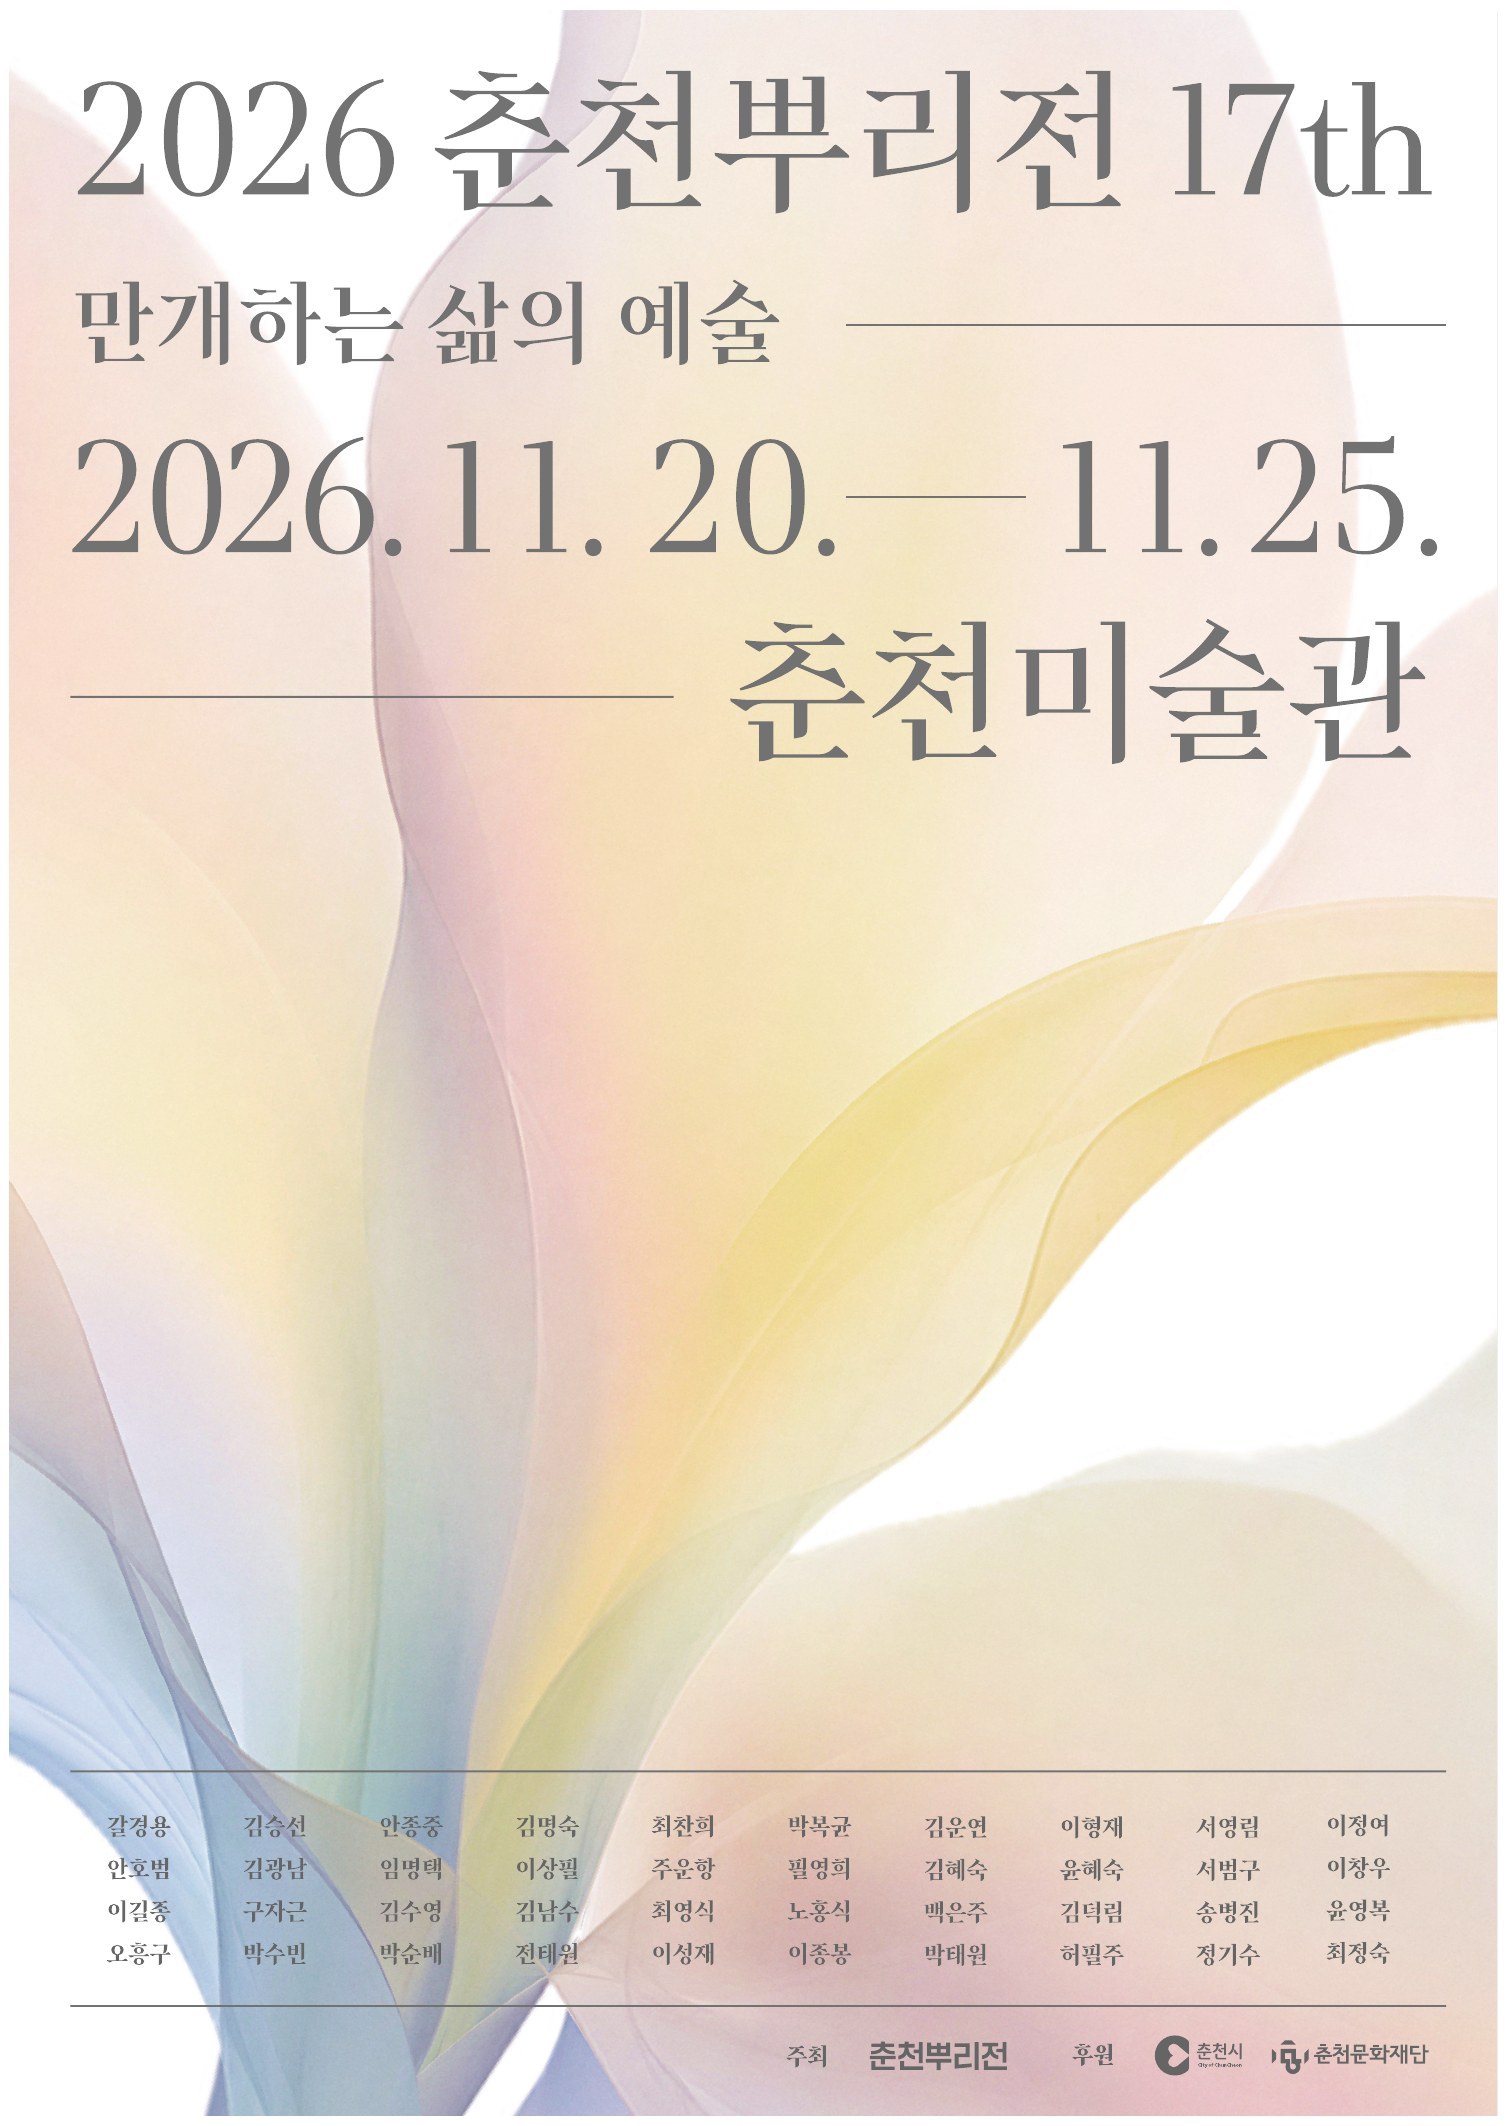 2026 춘천뿌리전 17th
만개하는 삶의 예술
2026. 11. 20. — 11. 25.
춘천미술관
갈경용 김승선 안종중 김명숙 최찬희 박복균 김운연 이형재 서영림 이정여
안호범 김광남 임명택 이상필 주운항 필영희 김혜숙 윤혜숙 서범구 이창우
이길종 구자근 김수영 김남수 최영식 노홍식 백은주 김덕림 송병진 윤영복
오흥구 박수빈 박순배 전태원 이성재 이종봉 박태원 허필주 정기수 최정숙
주최 춘천뿌리전 후원 춘천시 춘천문화재단
City of ChunCheon